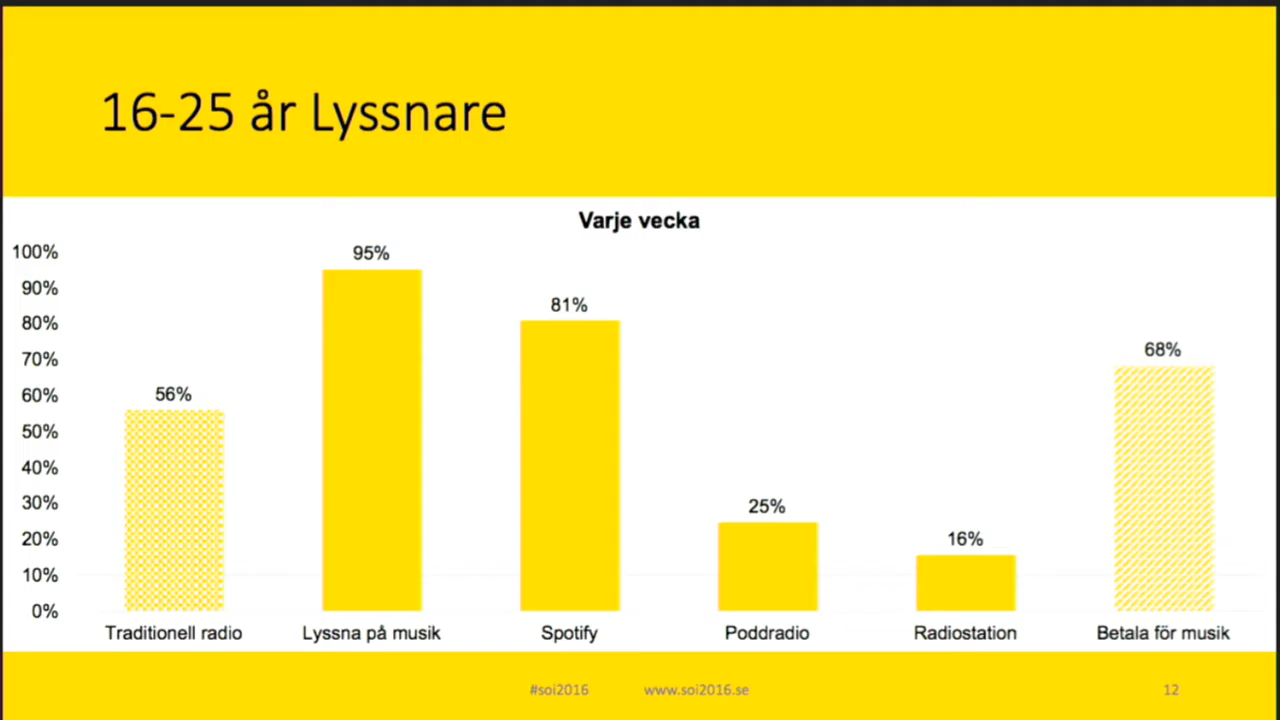 16-25 år Lyssnare
Varje vecka
100%
90%
80%
70%
60%
50%
40%
30%
20%
10%
0%
56%
95%
81%
25%
16%
68%
Traditionell radio
Lyssna på musik
Spotify
Poddradio
Radiostation
Betala för musik
#soi2016 www.soi2016.se 12